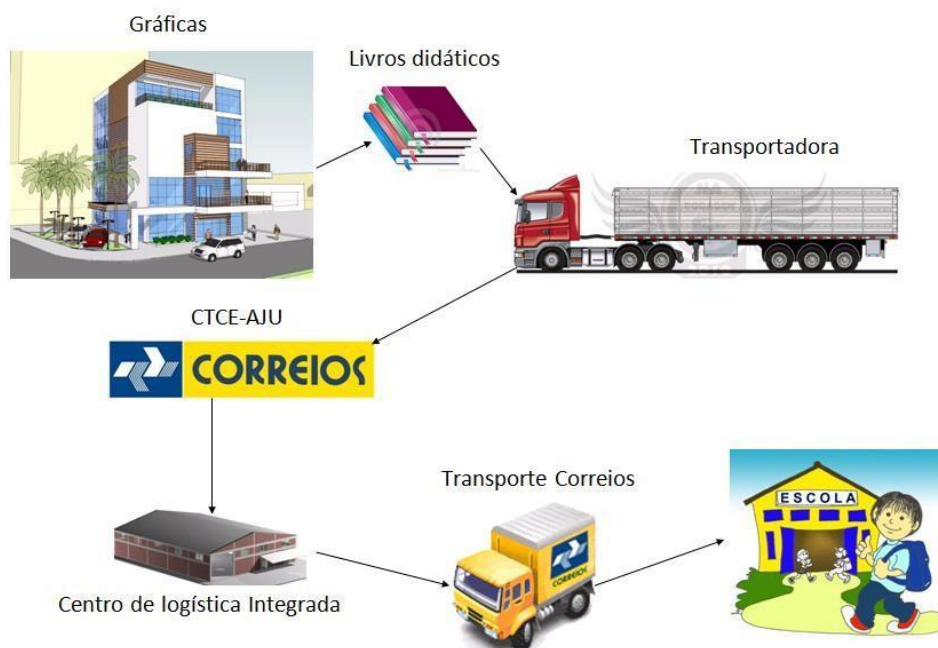 Gráficas
Livros didáticos
Transportadora
CTCE-AJU
CORREIOS
Transporte Correios
ESCOLA
CORREIOS
Centro de logística Integrada